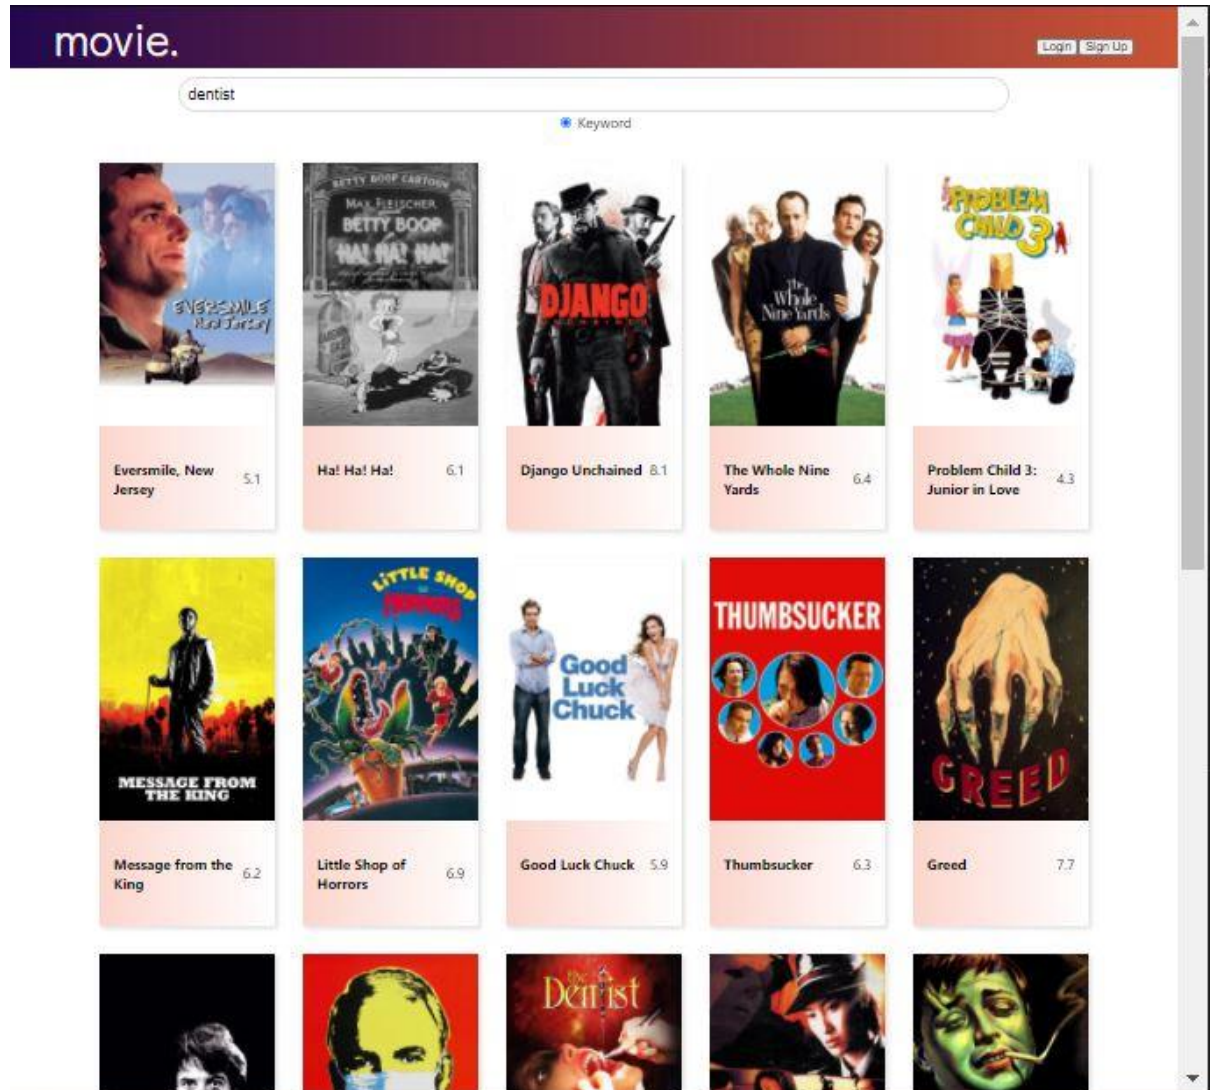 movie.
Login Sign Up
dentist
Keyword
EVERSMILE
New Jersey
BETTY BOOP CARTOON
MAX FLEISCHER
BETTY BOOP
HA! HA! HA!
DJANGO
The
Whole
Nine Yards
PROBLEM
CHILD 3
Eversmile, New
Jersey
5.1
Ha! Ha! Ha! 6.1
Django Unchained 8.1
The Whole Nine
Yards
6.4
Problem Child 3:
Junior in Love
4.3
MESSAGE FROM
THE KING
LITTLE SHOP
HORRORS
Good
Luck
Chuck
THUMBSUCKER
GREED
Message from the
King
6.2
Little Shop of
Horrors
6.9
Good Luck Chuck 5.9
Thumbsucker 6.3
Greed 7.7
the
Dentist